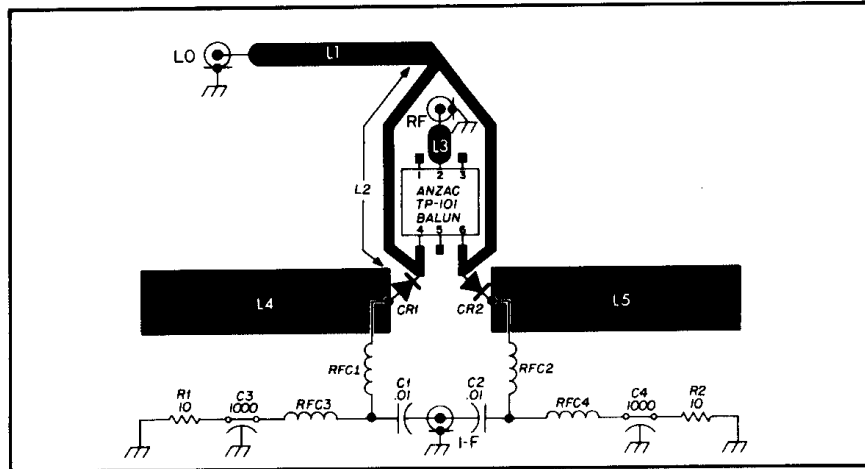 LO
L1
RF
L3
1 2 3
L2
ANZAC
TP-101
BALUN
4 5 6
L4
CR1
CR2
L5
RFC1
RFC2
R1
10
C3
1000
RFC3
C1
.01
C2
.01
I-F
RFC4
C4
1000
R2
10